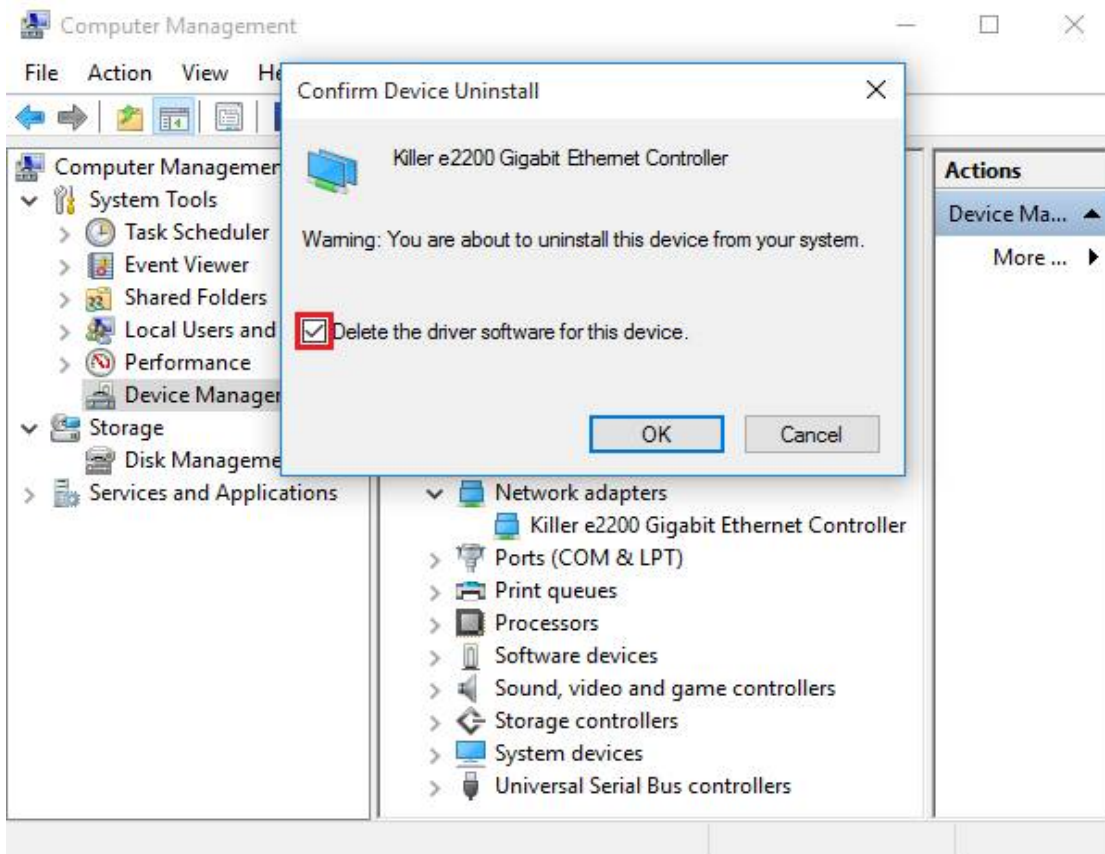 Computer Management
File Action View He
Confirm Device Uninstall
Killer e2200 Gigabit Ethernet Controller
Warning: You are about to uninstall this device from your system.
Delete the driver software for this device.
OK Cancel
Computer Managemen
System Tools
Task Scheduler
Event Viewer
Shared Folders
Local Users and
Performance
Device Manager
Storage
Disk Manageme
Services and Applications
Network adapters
Killer e2200 Gigabit Ethernet Controller
Ports (COM & LPT)
Print queues
Processors
Software devices
Sound, video and game controllers
Storage controllers
System devices
Universal Serial Bus controllers
Actions
Device Ma...
More ...